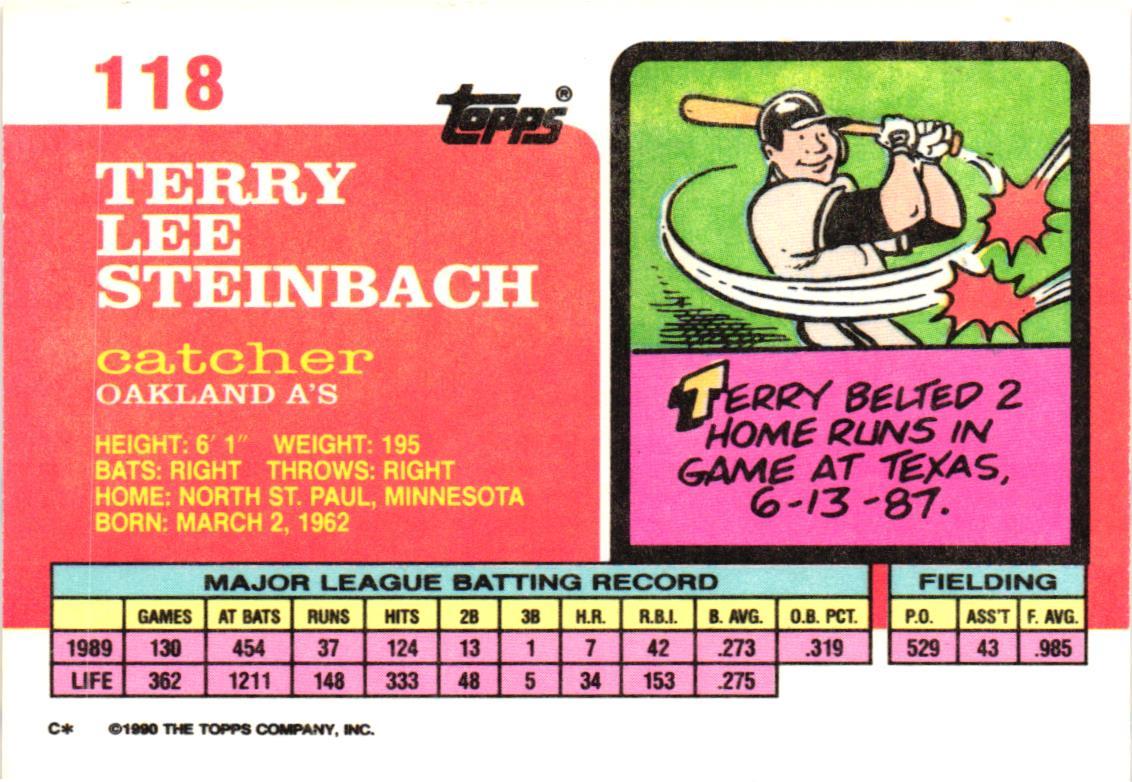 118
TOPPS®
TERRY
LEE
STEINBACH
catcher
OAKLAND A'S
HEIGHT: 6' 1" WEIGHT: 195
BATS: RIGHT THROWS: RIGHT
HOME: NORTH ST. PAUL, MINNESOTA
BORN: MARCH 2, 1962
TERRY BELTED 2
HOME RUNS IN
GAME AT TEXAS,
6-13-87.
MAJOR LEAGUE BATTING RECORD
GAMES AT BATS RUNS HITS 2B 3B H.R. R.B.I. B. AVG. O.B. PCT.
1989 130 454 37 124 13 1 7 42 .273 .319
LIFE 362 1211 148 333 48 5 34 153 .275
FIELDING
P.O. ASS'T F. AVG.
529 43 .985
C* ©1990 THE TOPPS COMPANY, INC.